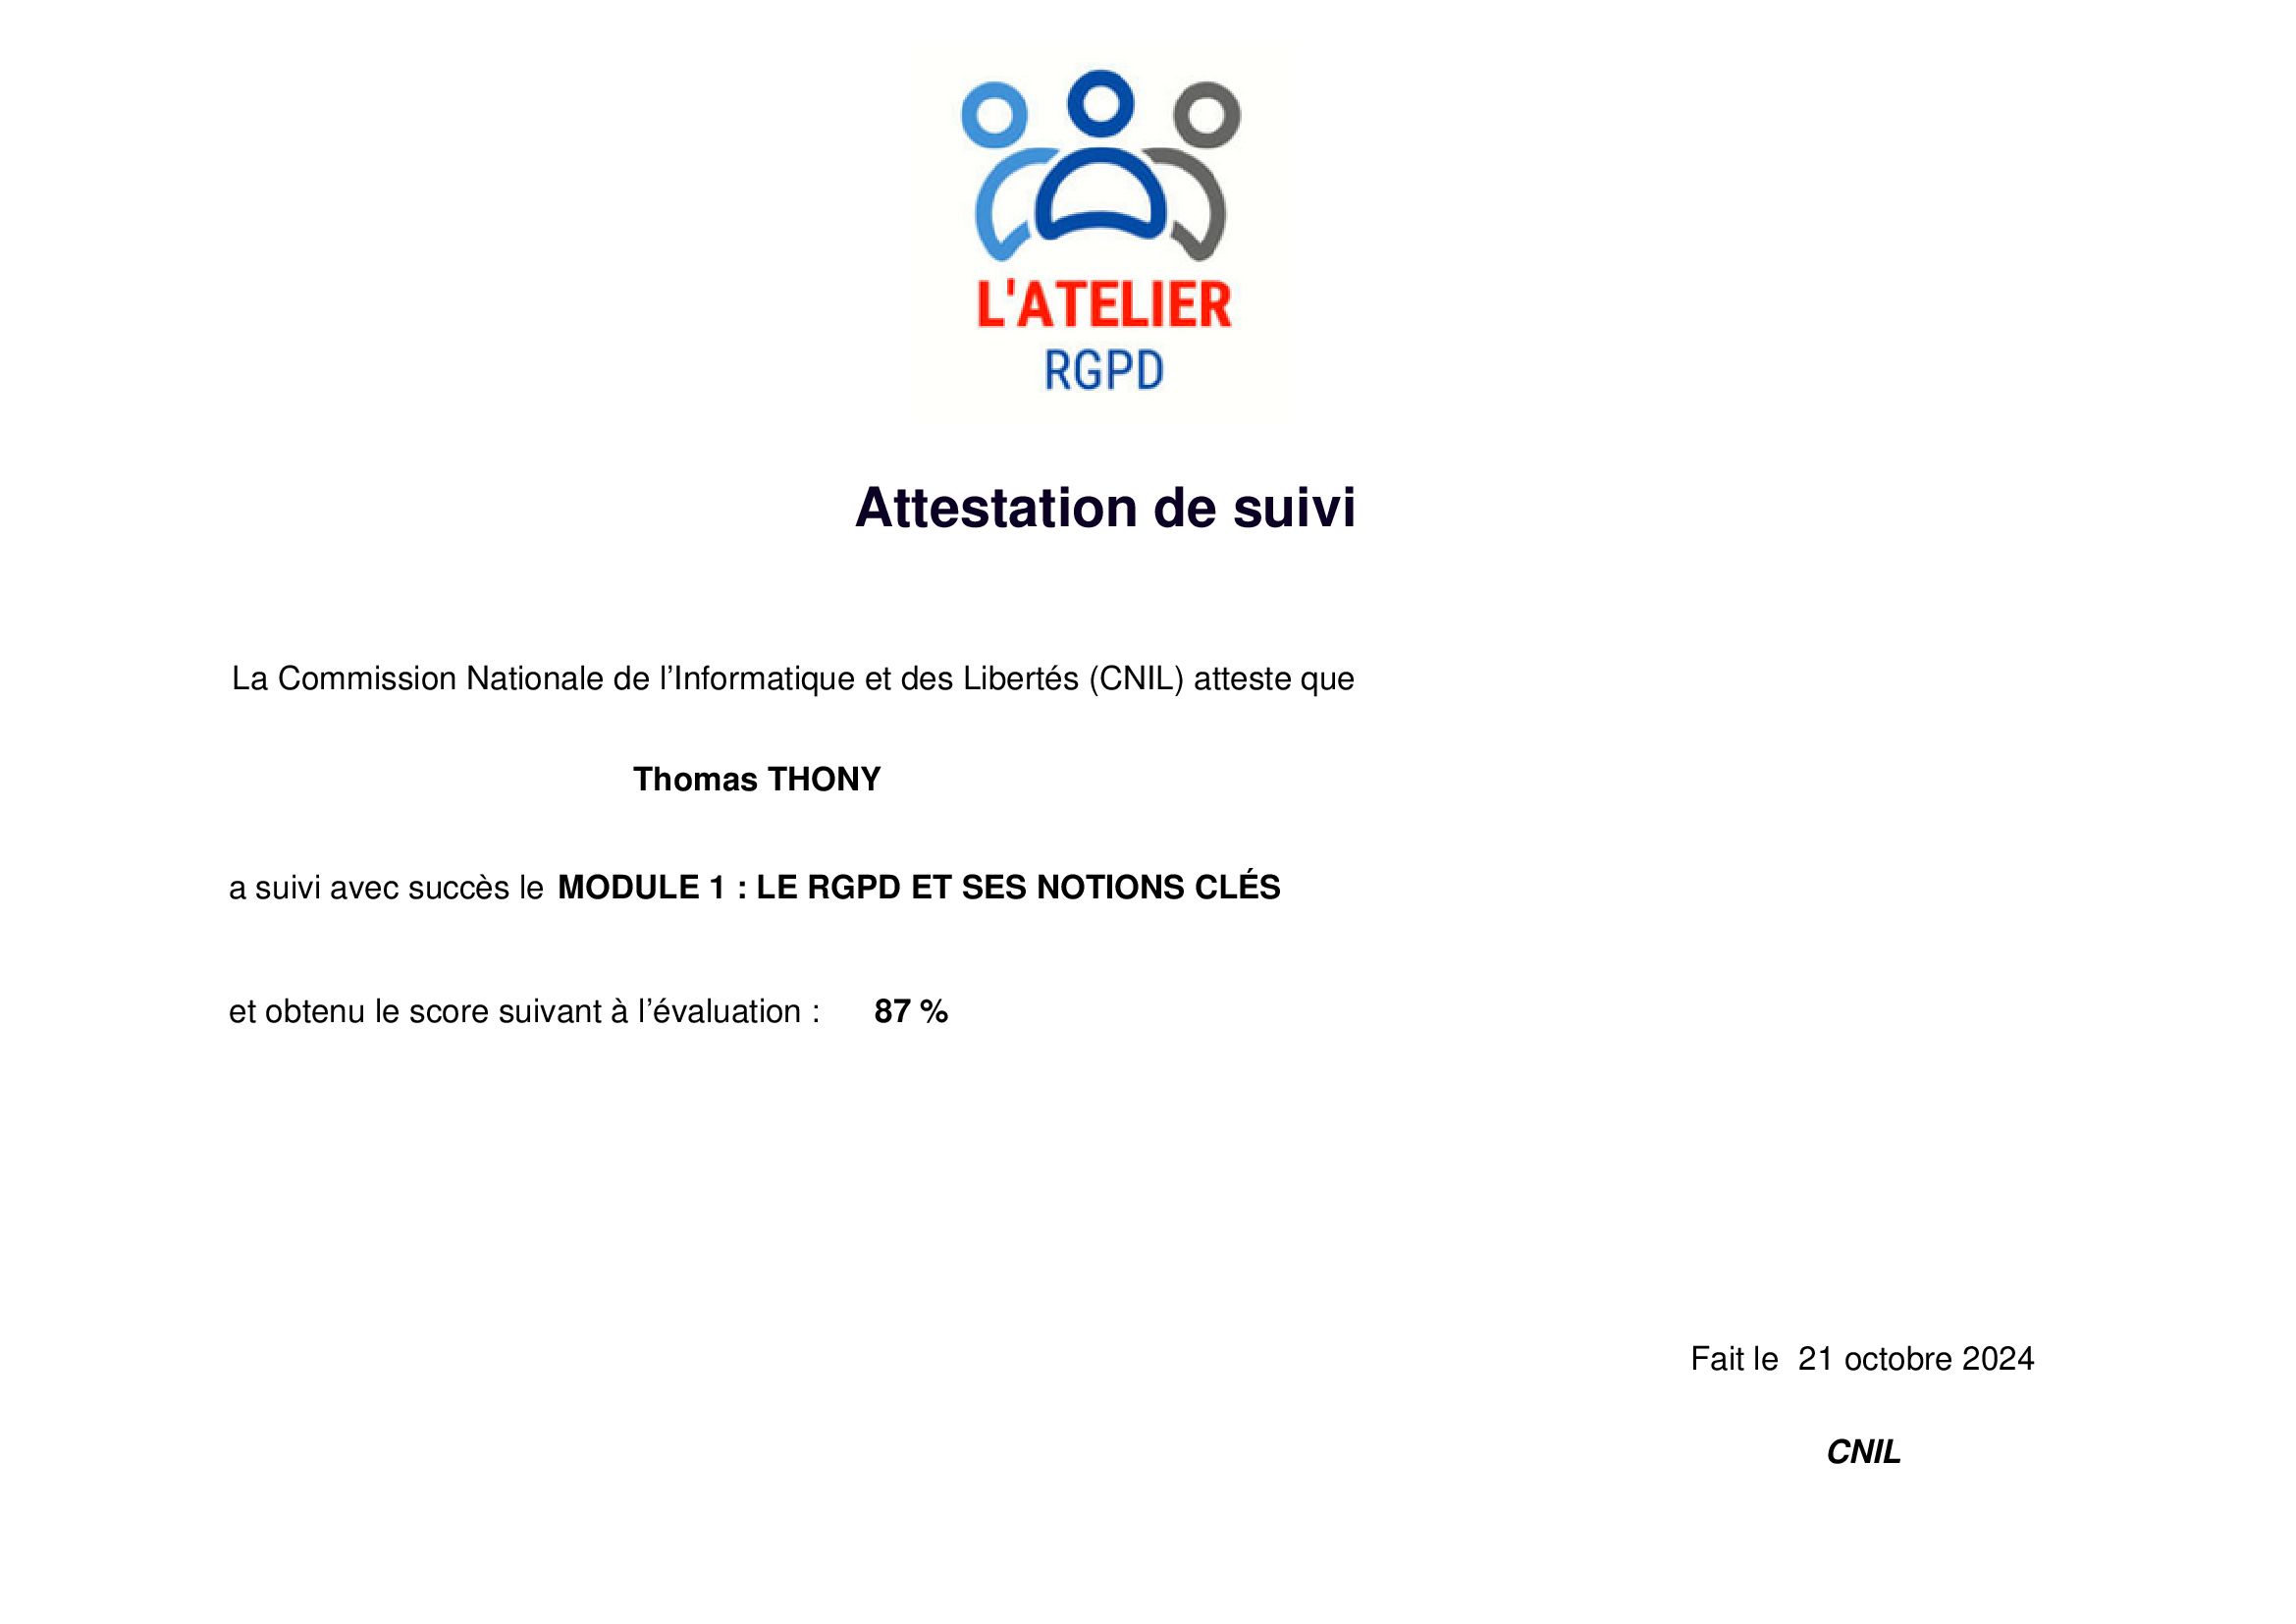 L'ATELIER
RGPD
Attestation de suivi
La Commission Nationale de l’Informatique et des Libertés (CNIL) atteste que
Thomas THONY
a suivi avec succès le MODULE 1 : LE RGPD ET SES NOTIONS CLÉS
et obtenu le score suivant à l’évaluation : 87 %
Fait le 21 octobre 2024
CNIL